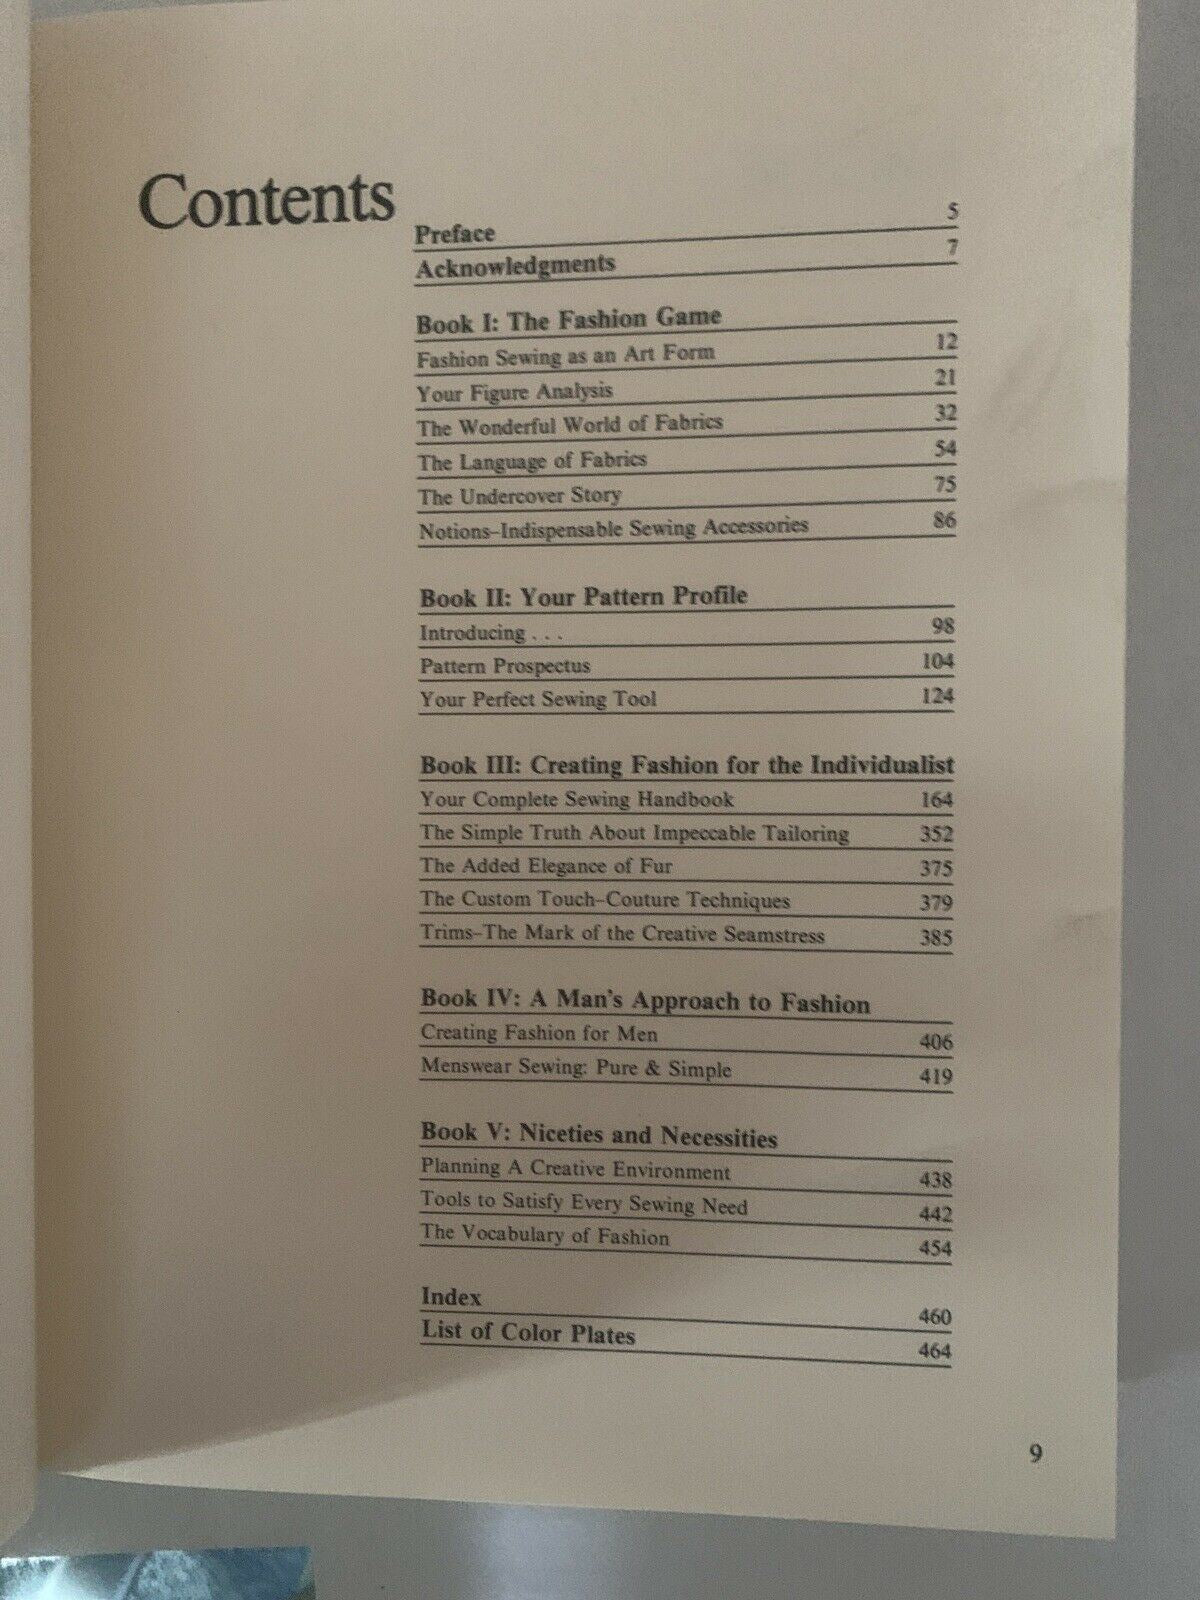 Contents
Preface 5
Acknowledgments 7
Book I: The Fashion Game
Fashion Sewing as an Art Form 12
Your Figure Analysis 21
The Wonderful World of Fabrics 32
The Language of Fabrics 54
The Undercover Story 75
Notions–Indispensable Sewing Accessories 86
Book II: Your Pattern Profile
Introducing . . . 98
Pattern Prospectus 104
Your Perfect Sewing Tool 124
Book III: Creating Fashion for the Individualist
Your Complete Sewing Handbook 164
The Simple Truth About Impeccable Tailoring 352
The Added Elegance of Fur 375
The Custom Touch–Couture Techniques 379
Trims–The Mark of the Creative Seamstress 385
Book IV: A Man's Approach to Fashion
Creating Fashion for Men 406
Menswear Sewing: Pure & Simple 419
Book V: Niceties and Necessities
Planning A Creative Environment 438
Tools to Satisfy Every Sewing Need 442
The Vocabulary of Fashion 454
Index 460
List of Color Plates 464
9